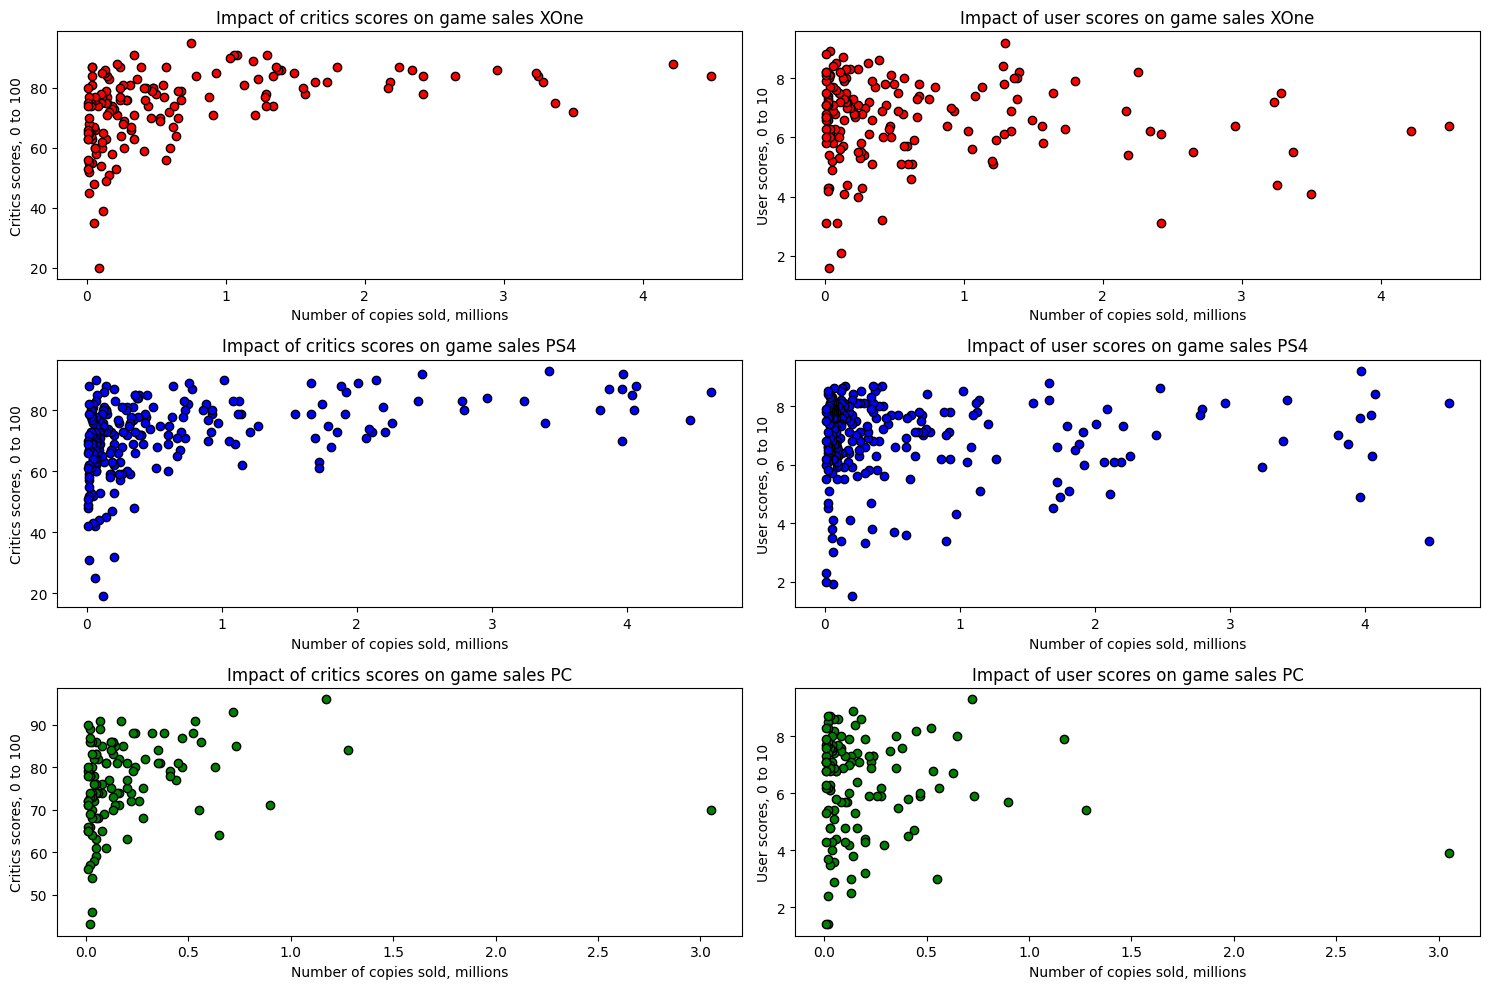 Impact of critics scores on game sales XOne
Critics scores, 0 to 100
80
60
40
20
0 1 2 3 4
Number of copies sold, millions
Impact of user scores on game sales XOne
User scores, 0 to 10
8
6
4
2
0 1 2 3 4
Number of copies sold, millions
Impact of critics scores on game sales PS4
Critics scores, 0 to 100
80
60
40
20
0 1 2 3 4
Number of copies sold, millions
Impact of user scores on game sales PS4
User scores, 0 to 10
8
6
4
2
0 1 2 3 4
Number of copies sold, millions
Impact of critics scores on game sales PC
Critics scores, 0 to 100
90
80
70
60
50
0.0 0.5 1.0 1.5 2.0 2.5 3.0
Number of copies sold, millions
Impact of user scores on game sales PC
User scores, 0 to 10
8
6
4
2
0.0 0.5 1.0 1.5 2.0 2.5 3.0
Number of copies sold, millions